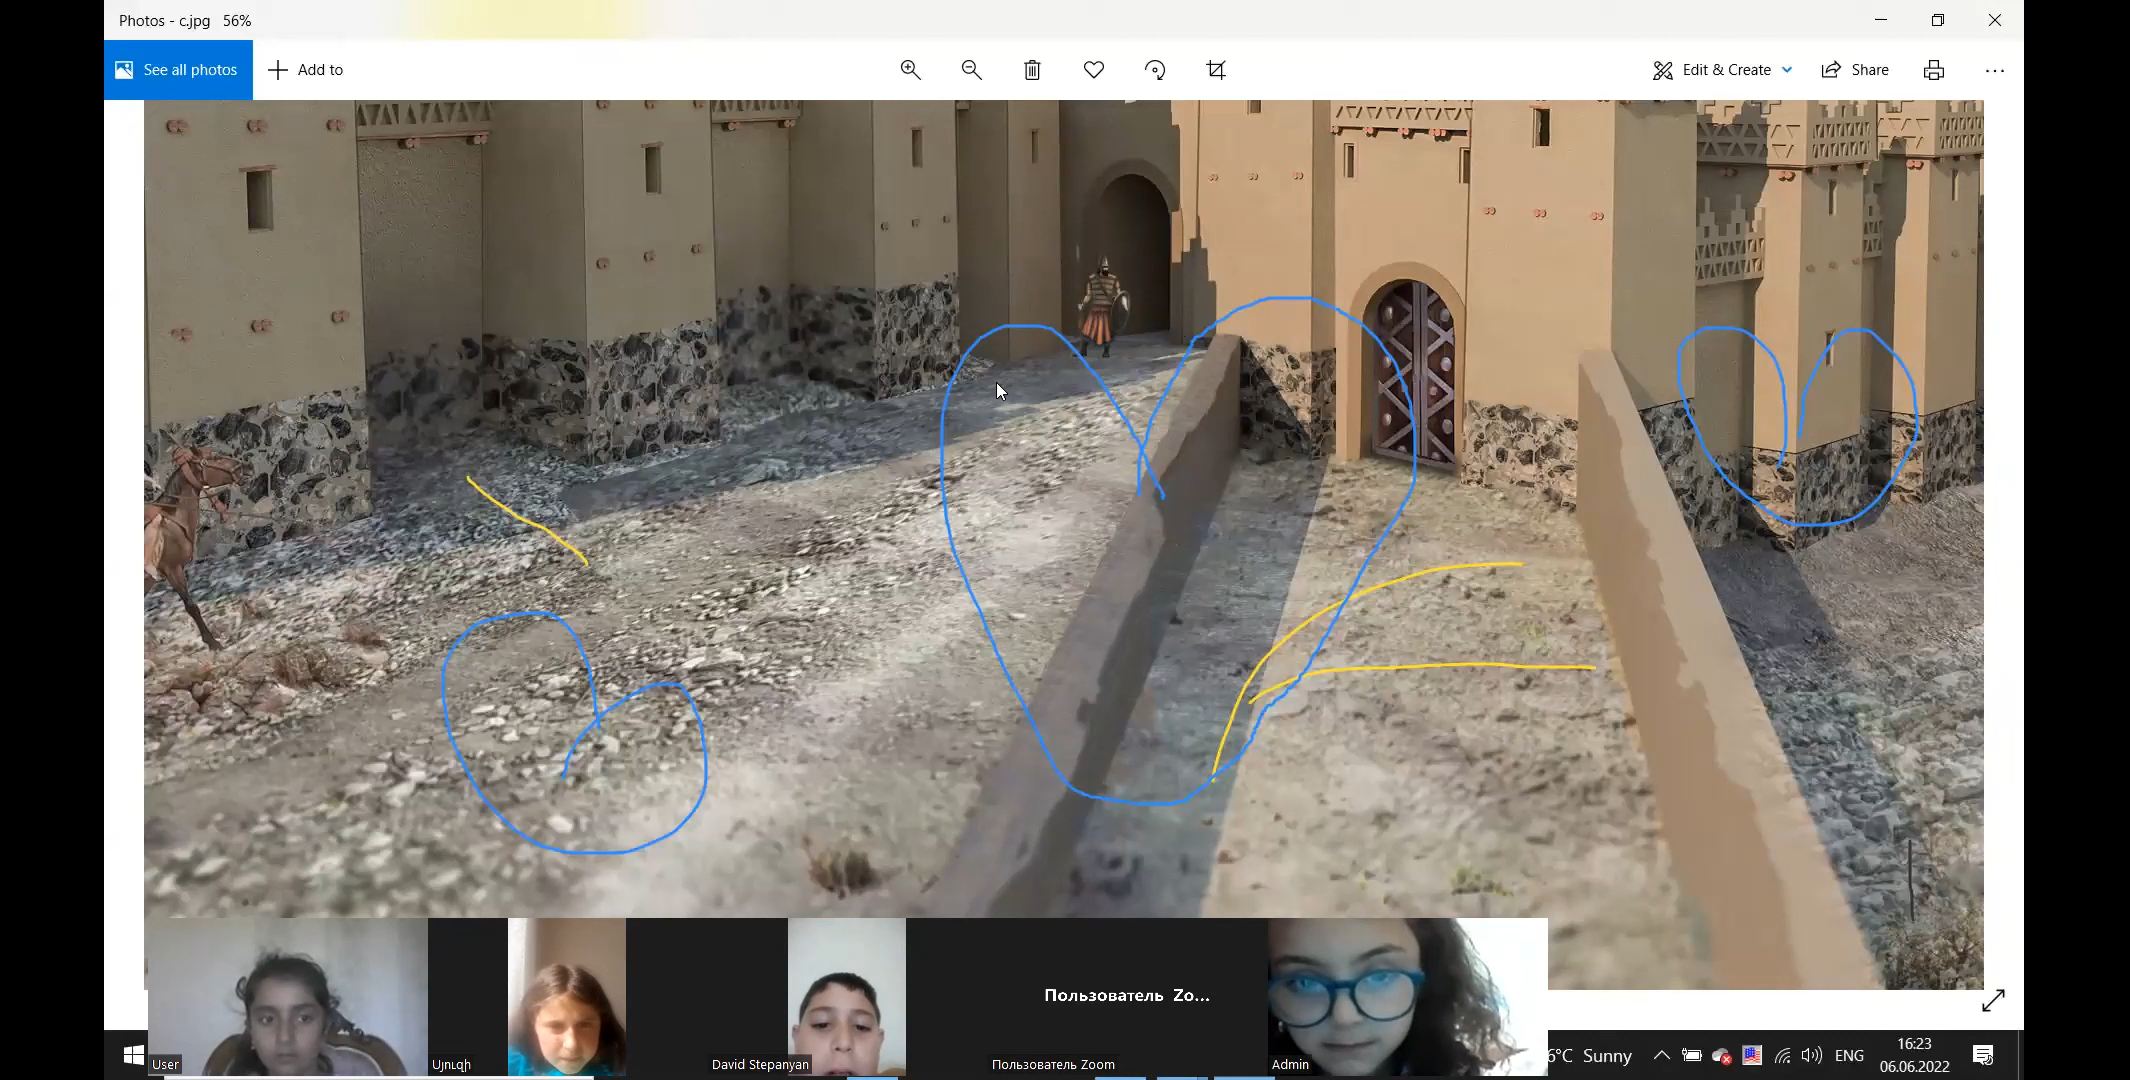 Photos - c.jpg 56%
See all photos
Add to
Edit & Create
Share
Пользователь Zo...
User
Այուզի
David Stepanyan
Пользователь Zoom
Admin
6°C Sunny
ENG
16:23
06.06.2022